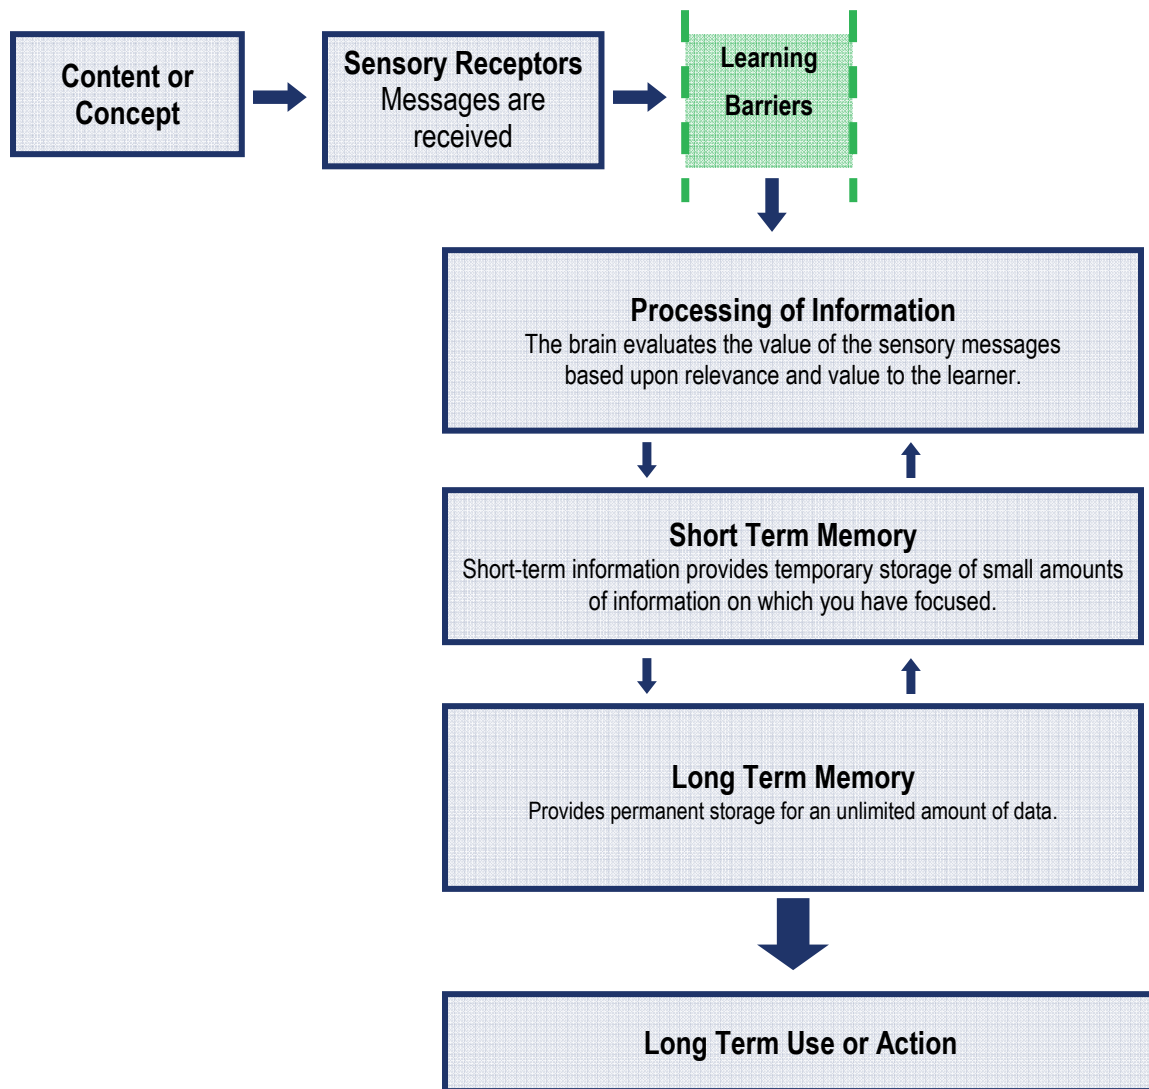 Content or
Concept
Sensory Receptors
Messages are
received
Learning
Barriers
Processing of Information
The brain evaluates the value of the sensory messages
based upon relevance and value to the learner.
Short Term Memory
Short-term information provides temporary storage of small amounts
of information on which you have focused.
Long Term Memory
Provides permanent storage for an unlimited amount of data.
Long Term Use or Action